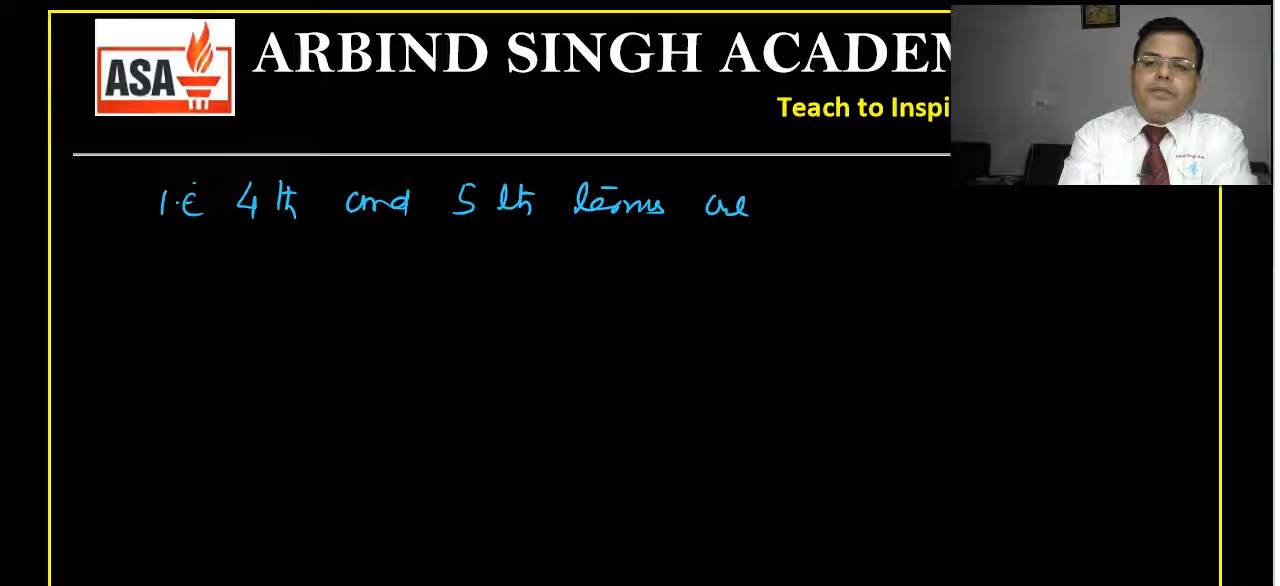 ASA
ARBIND SINGH ACADEM
Teach to Inspi
i.e 4th and 5th terms are